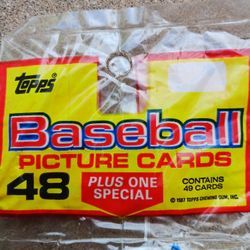 Topps
Baseball
PICTURE CARDS
48
PLUS ONE
SPECIAL
CONTAINS
49 CARDS
© 1987 TOPPS CHEWING GUM, INC.